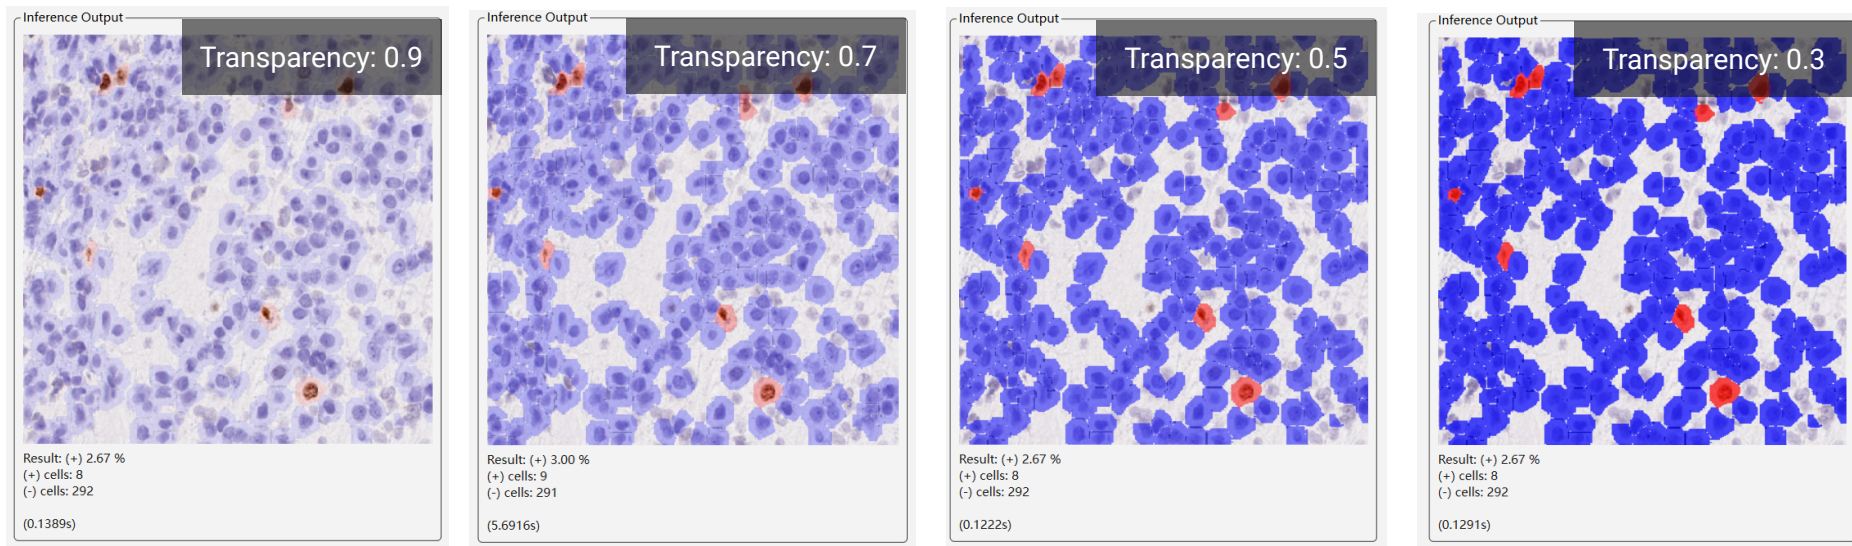 Inference Output
Transparency: 0.9
Result: (+) 2.67 %
(+) cells: 8
(-) cells: 292
(0.1389s)
Inference Output
Transparency: 0.7
Result: (+) 3.00 %
(+) cells: 9
(-) cells: 291
(5.6916s)
Inference Output
Transparency: 0.5
Result: (+) 2.67 %
(+) cells: 8
(-) cells: 292
(0.1222s)
Inference Output
Transparency: 0.3
Result: (+) 2.67 %
(+) cells: 8
(-) cells: 292
(0.1291s)